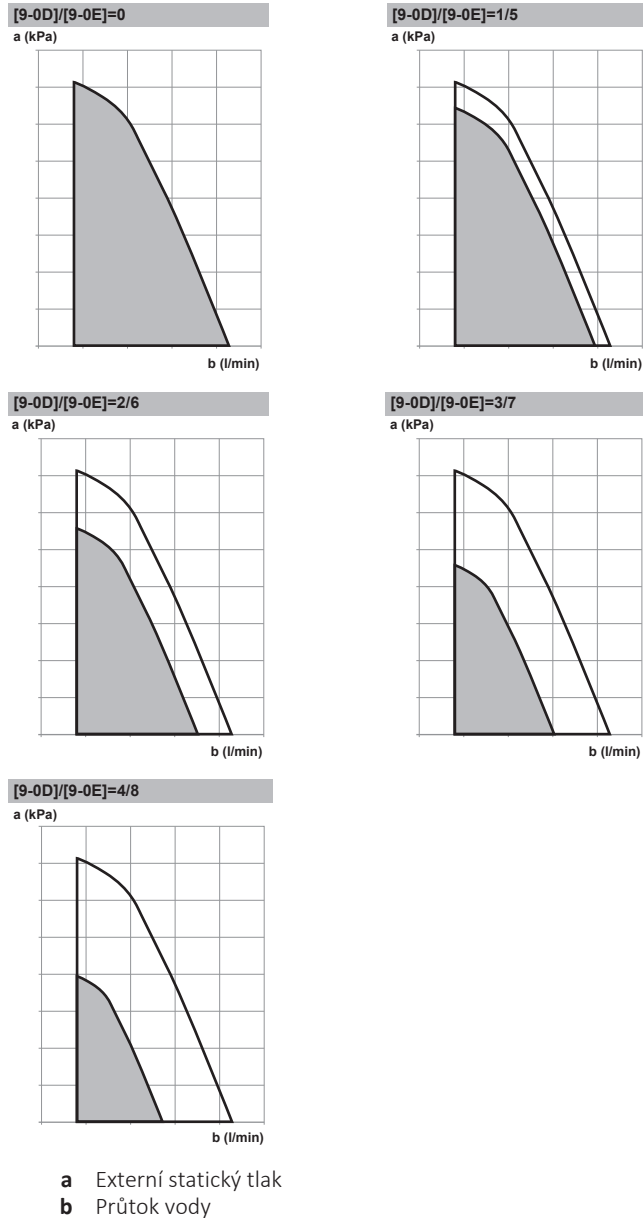 [9-0D]/[9-0E]=0
a (kPa)
b (l/min)
[9-0D]/[9-0E]=1/5
a (kPa)
b (l/min)
[9-0D]/[9-0E]=2/6
a (kPa)
b (l/min)
[9-0D]/[9-0E]=3/7
a (kPa)
b (l/min)
[9-0D]/[9-0E]=4/8
a (kPa)
b (l/min)
a Externí statický tlak
b Průtok vody